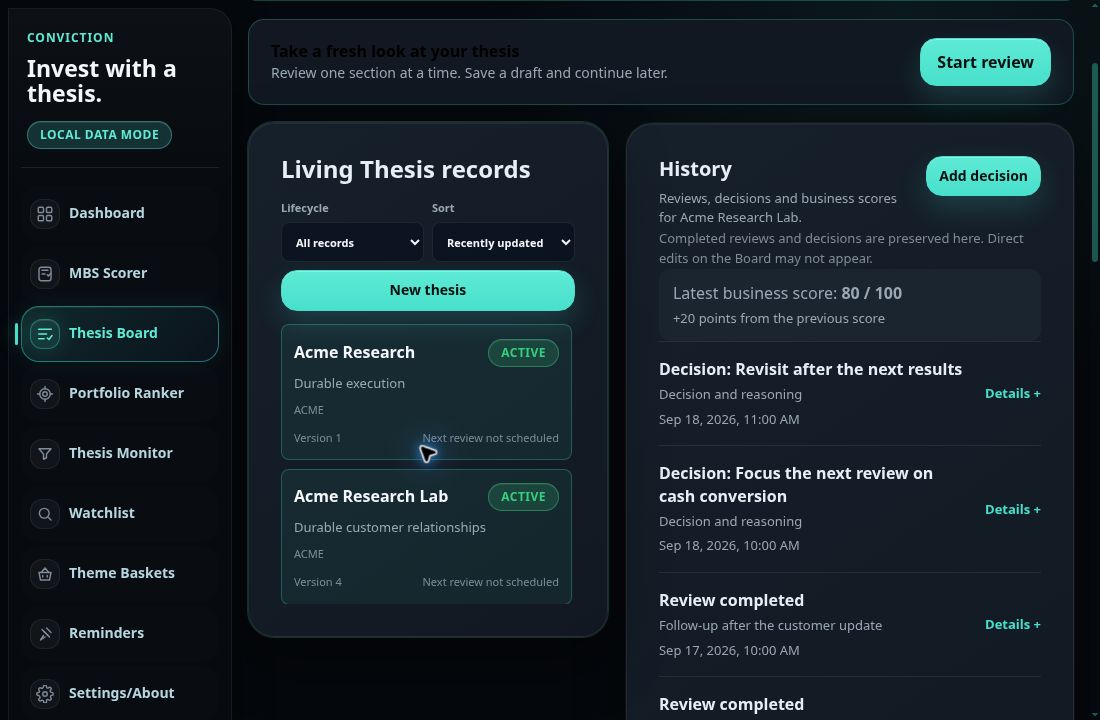 CONVICTION
Invest with a
thesis.
LOCAL DATA MODE
Dashboard
MBS Scorer
Thesis Board
Portfolio Ranker
Thesis Monitor
Watchlist
Theme Baskets
Reminders
Settings/About
Take a fresh look at your thesis
Review one section at a time. Save a draft and continue later.
Start review
Living Thesis records
Lifecycle
Sort
All records
Recently updated
New thesis
Acme Research
ACTIVE
Durable execution
ACME
Version 1
Next review not scheduled
Acme Research Lab
ACTIVE
Durable customer relationships
ACME
Version 4
Next review not scheduled
History
Add decision
Reviews, decisions and business scores
for Acme Research Lab.
Completed reviews and decisions are preserved here. Direct
edits on the Board may not appear.
Latest business score: 80 / 100
+20 points from the previous score
Decision: Revisit after the next results
Decision and reasoning
Details +
Sep 18, 2026, 11:00 AM
Decision: Focus the next review on
cash conversion
Details +
Decision and reasoning
Sep 18, 2026, 10:00 AM
Review completed
Follow-up after the customer update
Details +
Sep 17, 2026, 10:00 AM
Review completed